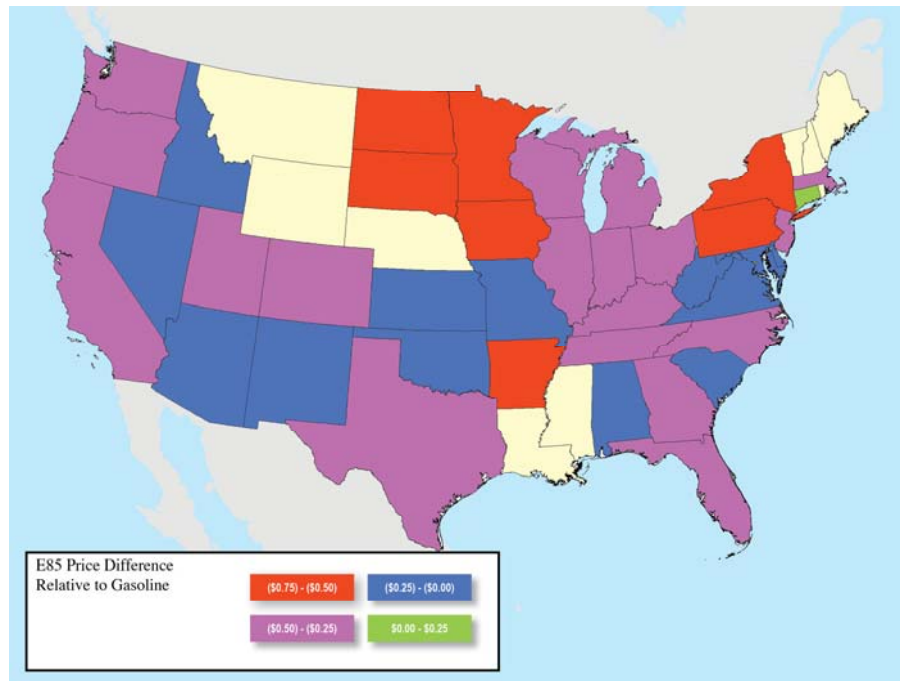 E85 Price Difference
Relative to Gasoline
($0.75) - ($0.50)
($0.25) - ($0.00)
($0.50) - ($0.25)
$0.00 - $0.25